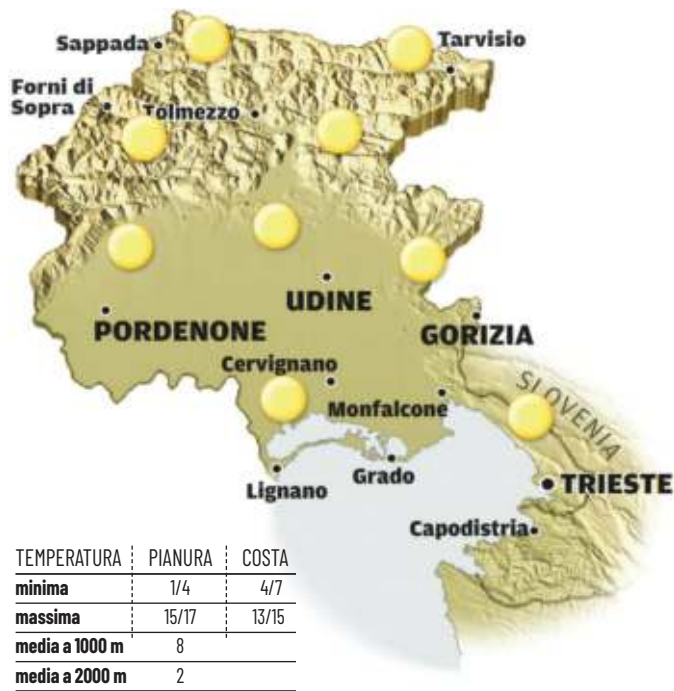 Sappada
Tarvisio
Forni di
Sopra
Tolmezzo
UDINE
PORDENONE
GORIZIA
Cervignano
SLOVENIA
Monfalcone
Grado
Lignano
TRIESTE
Capodistria
TEMPERATURA PIANURA COSTA
minima 1/4 4/7
massima 15/17 13/15
media a 1000 m 8
media a 2000 m 2